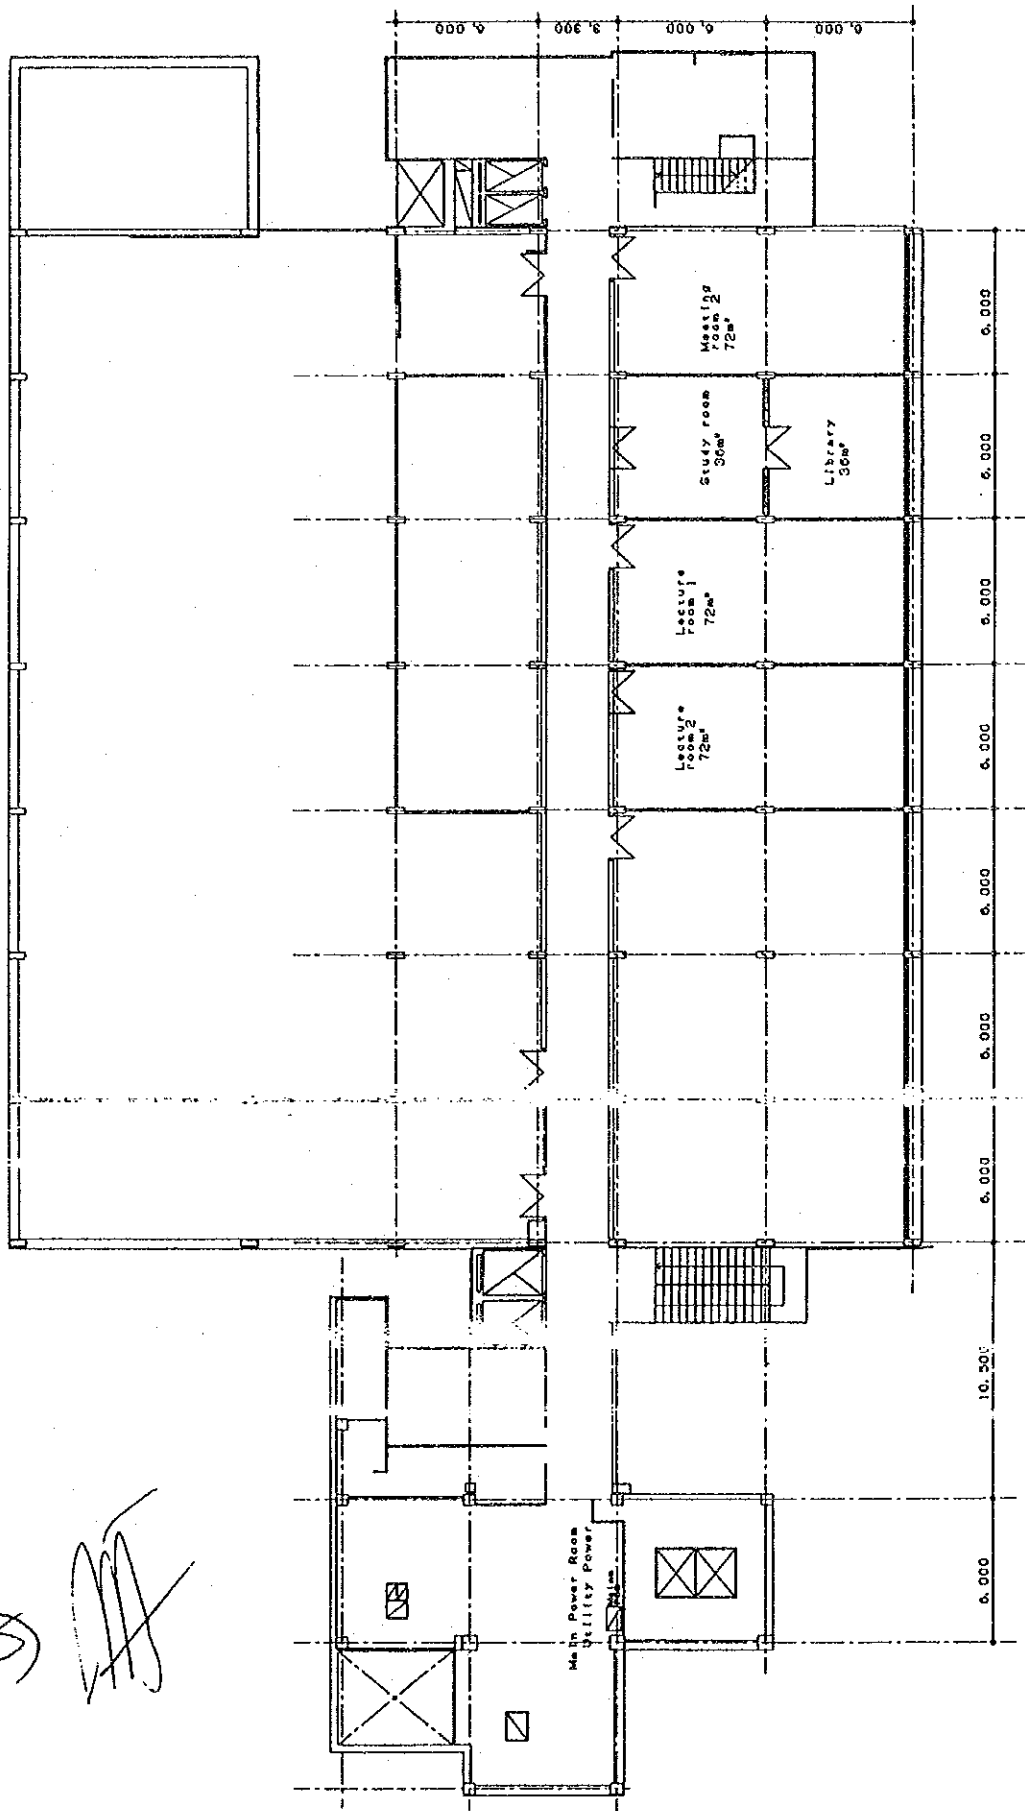 6,000
3,300
6,000
6,000
Meeting
room 2
72m²
Study room
36m²
Library
36m²
Lecture
room 1
72m²
Lecture
room 2
72m²
6,000
6,000
6,000
6,000
6,000
6,000
6,000
10,500
6,000
Main Power Room
Utility Power